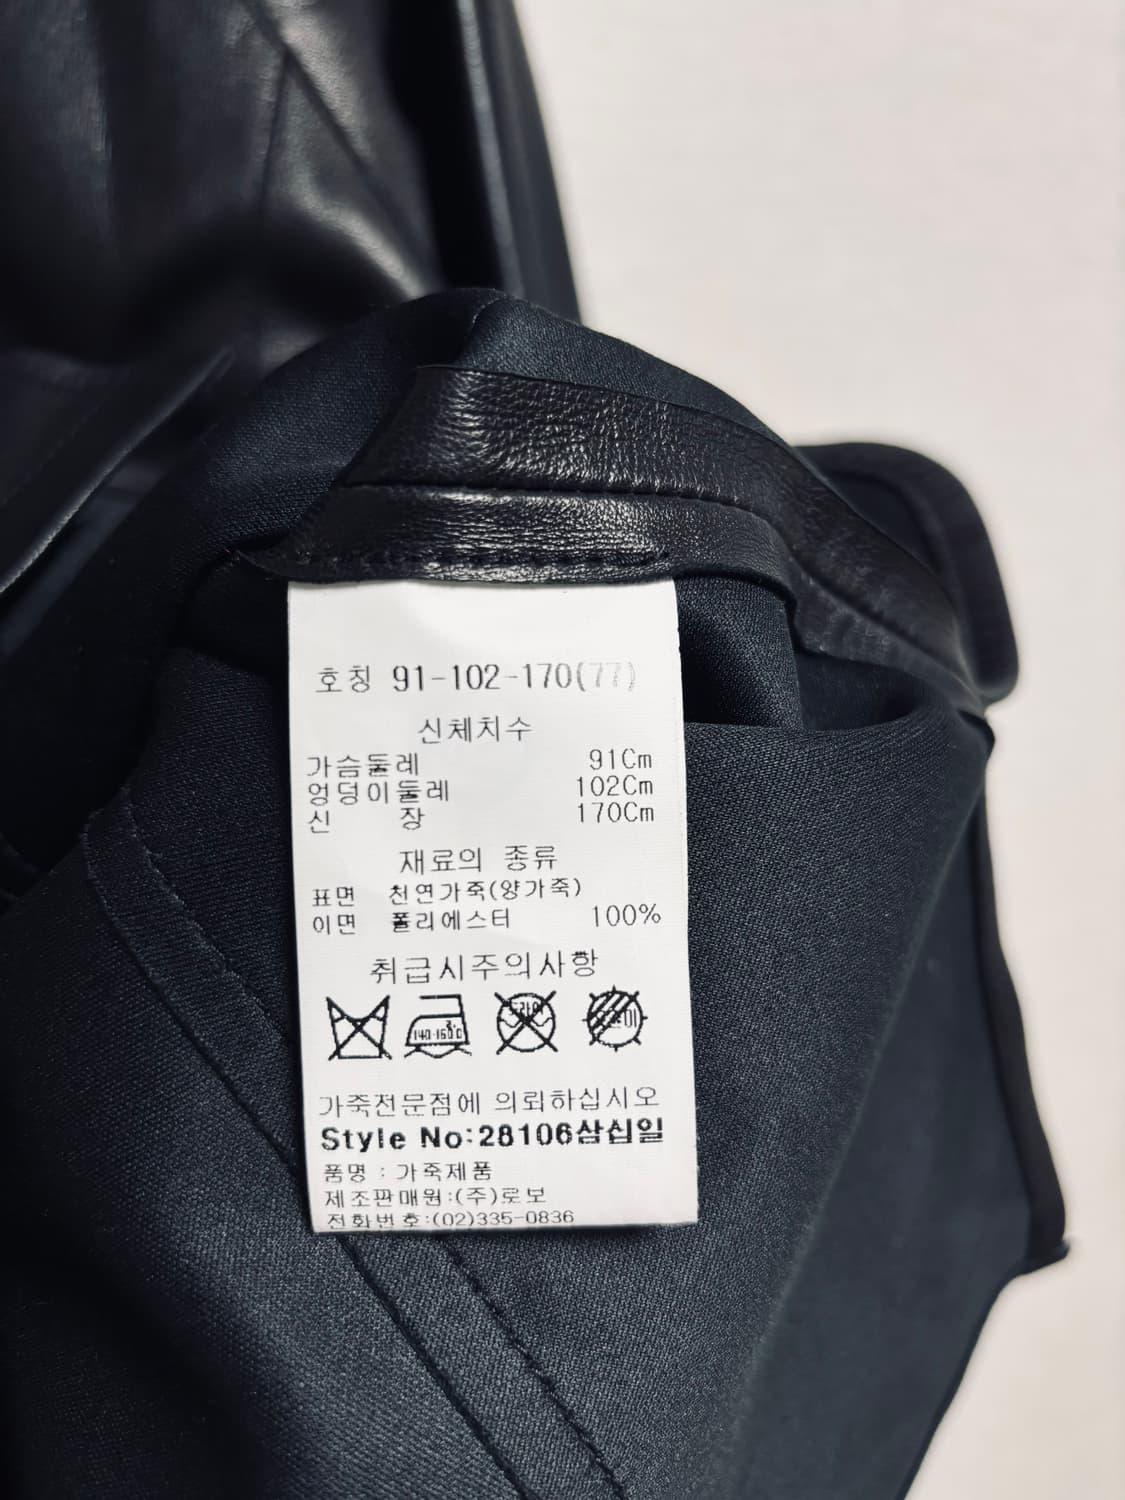 호칭 91-102-170(77)
신체치수
가슴둘레 91Cm
엉덩이둘레 102Cm
신 장 170Cm
재료의 종류
표면 천연가죽(양가죽)
이면 폴리에스터 100%
취급시주의사항
140-160℃
가죽전문점에 의뢰하십시오
Style No:28106삼십일
품명 : 가죽제품
제조판매원:(주)로보
전화번호:(02)335-0836